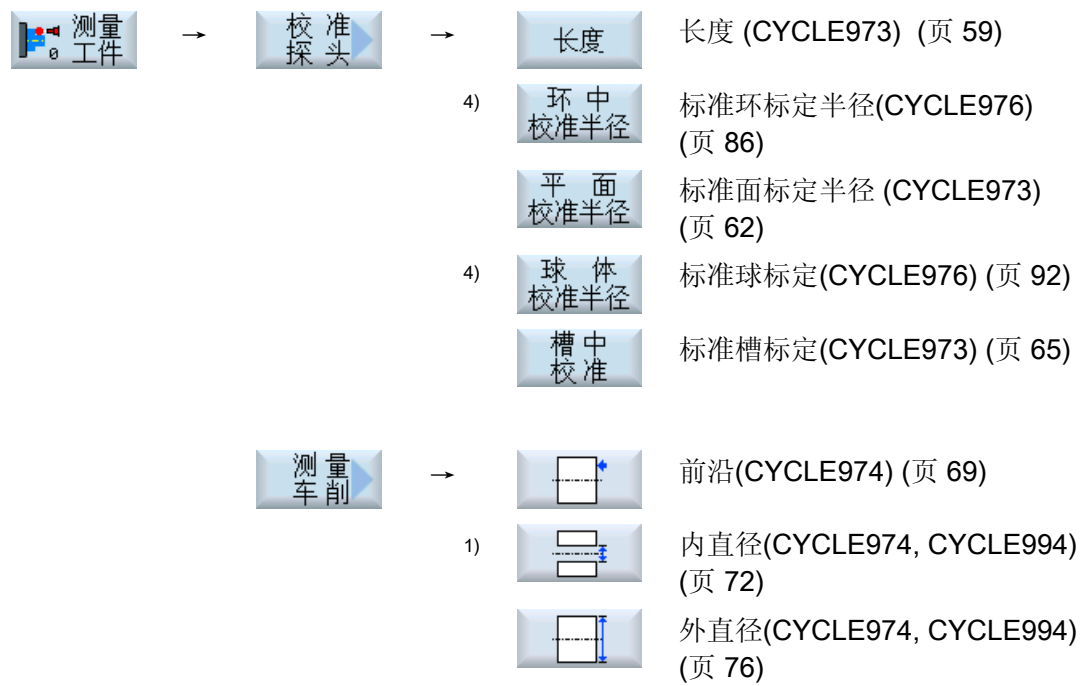 测量
0 工件 → 校 准
探 头 → 长度 长度 (CYCLE973) (页 59)
4) 环 中
校准半径 标准环标定半径(CYCLE976)
(页 86)
平 面
校准半径 标准面标定半径 (CYCLE973)
(页 62)
4) 球 体
校准半径 标准球标定(CYCLE976) (页 92)
槽 中
校 准 标准槽标定(CYCLE973) (页 65)
测 量
车 削 → 前沿(CYCLE974) (页 69)
1) 内直径(CYCLE974, CYCLE994)
(页 72)
外直径(CYCLE974, CYCLE994)
(页 76)